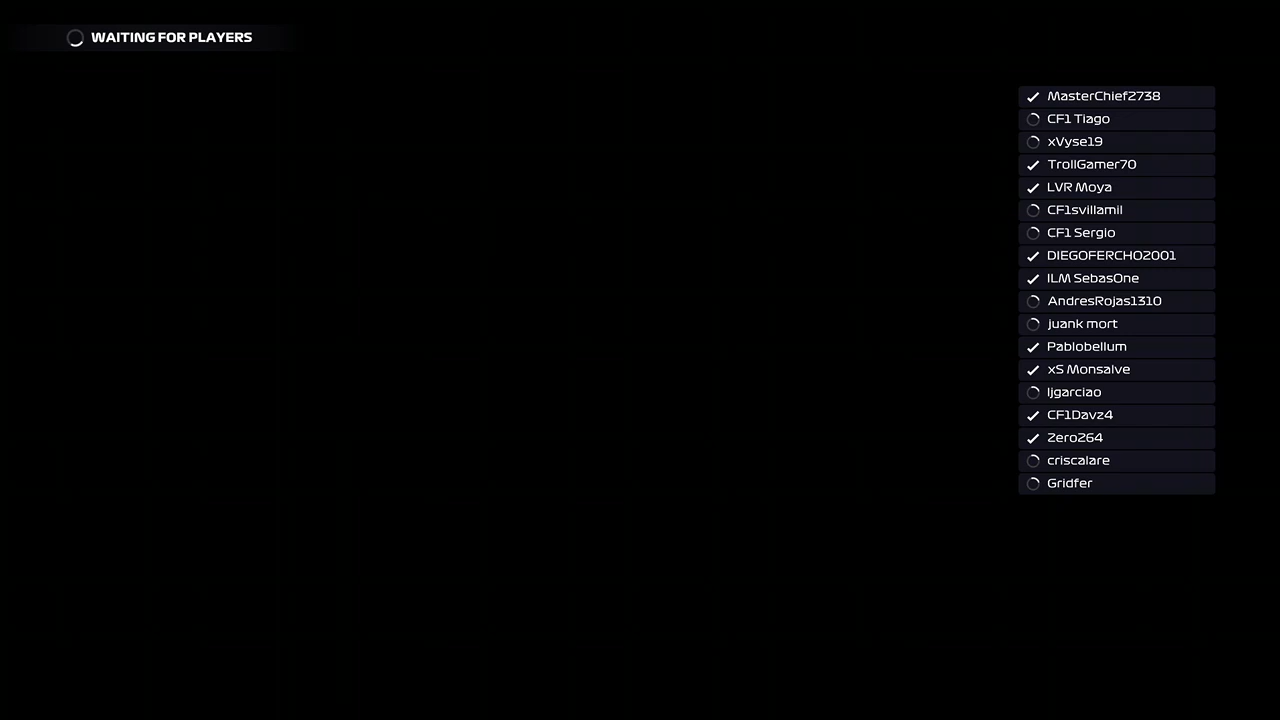 WAITING FOR PLAYERS
MasterChief2738
CF1 Tiago
xVyse19
TrollGamer70
LVR Moya
CF1svillamil
CF1 Sergio
DIEGOFERCHO2001
ILM SebasOne
AndresRojas1310
juank mort
Pablobellum
xS Monsalve
ljgarciao
CF1Davz4
Zero264
criscalare
Gridfer